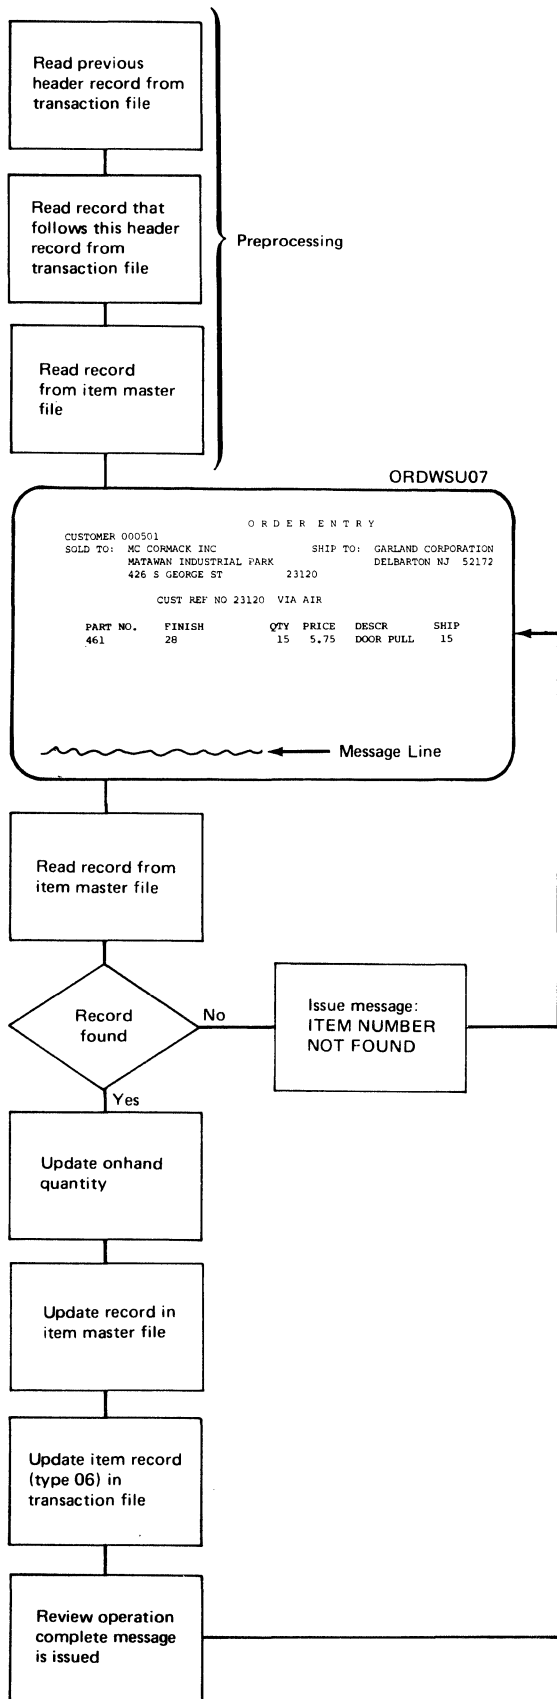 Read previous
header record from
transaction file
Read record that
follows this header
record from
transaction file
Preprocessing
Read record
from item master
file
ORDWSU07
ORDER ENTRY
CUSTOMER 000501
SOLD TO: MC CORMACK INC SHIP TO: GARLAND CORPORATION
MATAWAN INDUSTRIAL PARK DELBARTON NJ 52172
426 S GEORGE ST 23120
CUST REF NO 23120 VIA AIR
PART NO. FINISH QTY PRICE DESCR SHIP
461 28 15 5.75 DOOR PULL 15
Message Line
Read record from
item master file
Record
found
No
Issue message:
ITEM NUMBER
NOT FOUND
Yes
Update onhand
quantity
Update record in
item master file
Update item record
(type 06) in
transaction file
Review operation
complete message
is issued